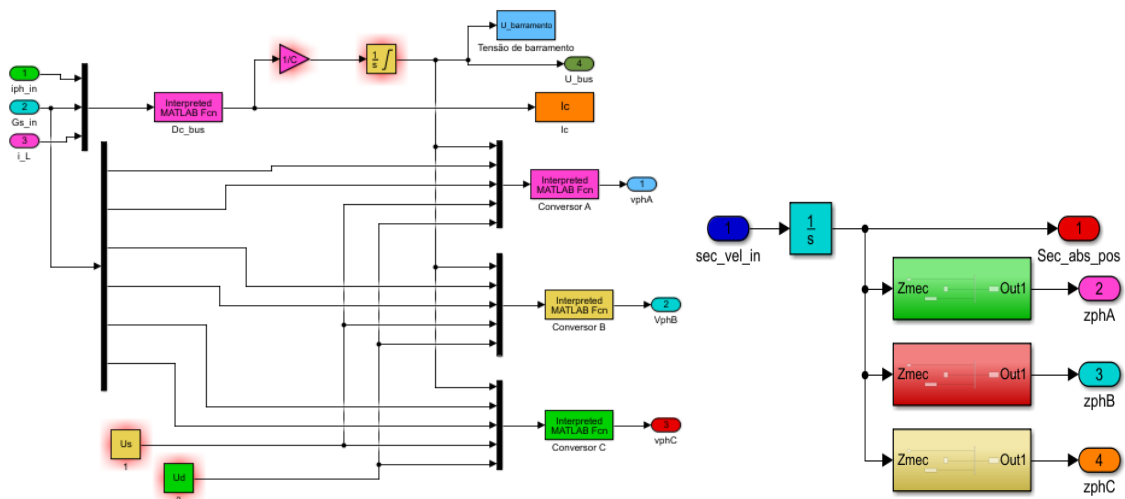 U_barramento
Tensão de barramento
1/C
1
s
4
U_bus
1
iph_in
2
Gs_in
3
i_L
Interpreted
MATLAB Fcn
Dc_bus
Ic
Ic
Interpreted
MATLAB Fcn
Conversor A
1
vphA
Interpreted
MATLAB Fcn
Conversor B
2
VphB
Interpreted
MATLAB Fcn
Conversor C
3
vphC
Us
1
Ud
1
sec_vel_in
1
s
1
Sec_abs_pos
Zmec
Out1
2
zphA
Zmec
Out1
3
zphB
Zmec
Out1
4
zphC